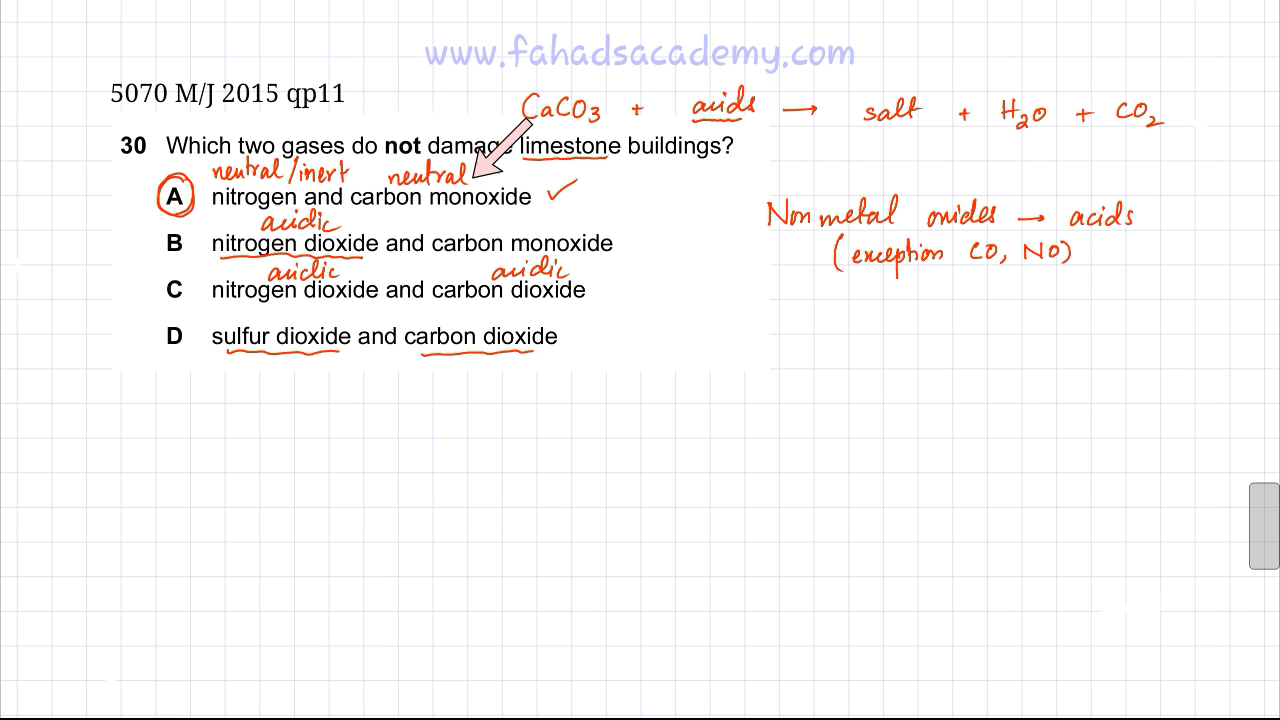 www.fahadsacademy.com
5070 M/J 2015 qp11
CaCO3 + acids → salt + H2O + CO2
30 Which two gases do not damage limestone buildings?
neutral/inert neutral
A nitrogen and carbon monoxide ✓
acidic
B nitrogen dioxide and carbon monoxide
acidic acidic
C nitrogen dioxide and carbon dioxide
D sulfur dioxide and carbon dioxide
Non metal oxides → acids
(exception CO, NO)